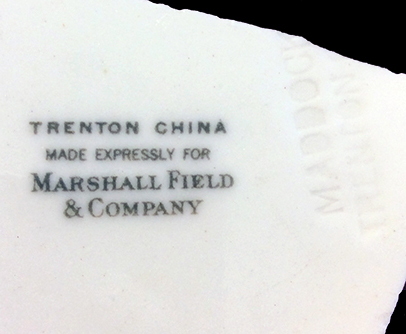 TRENTON CHINA
MADE EXPRESSLY FOR
MARSHALL FIELD
& COMPANY